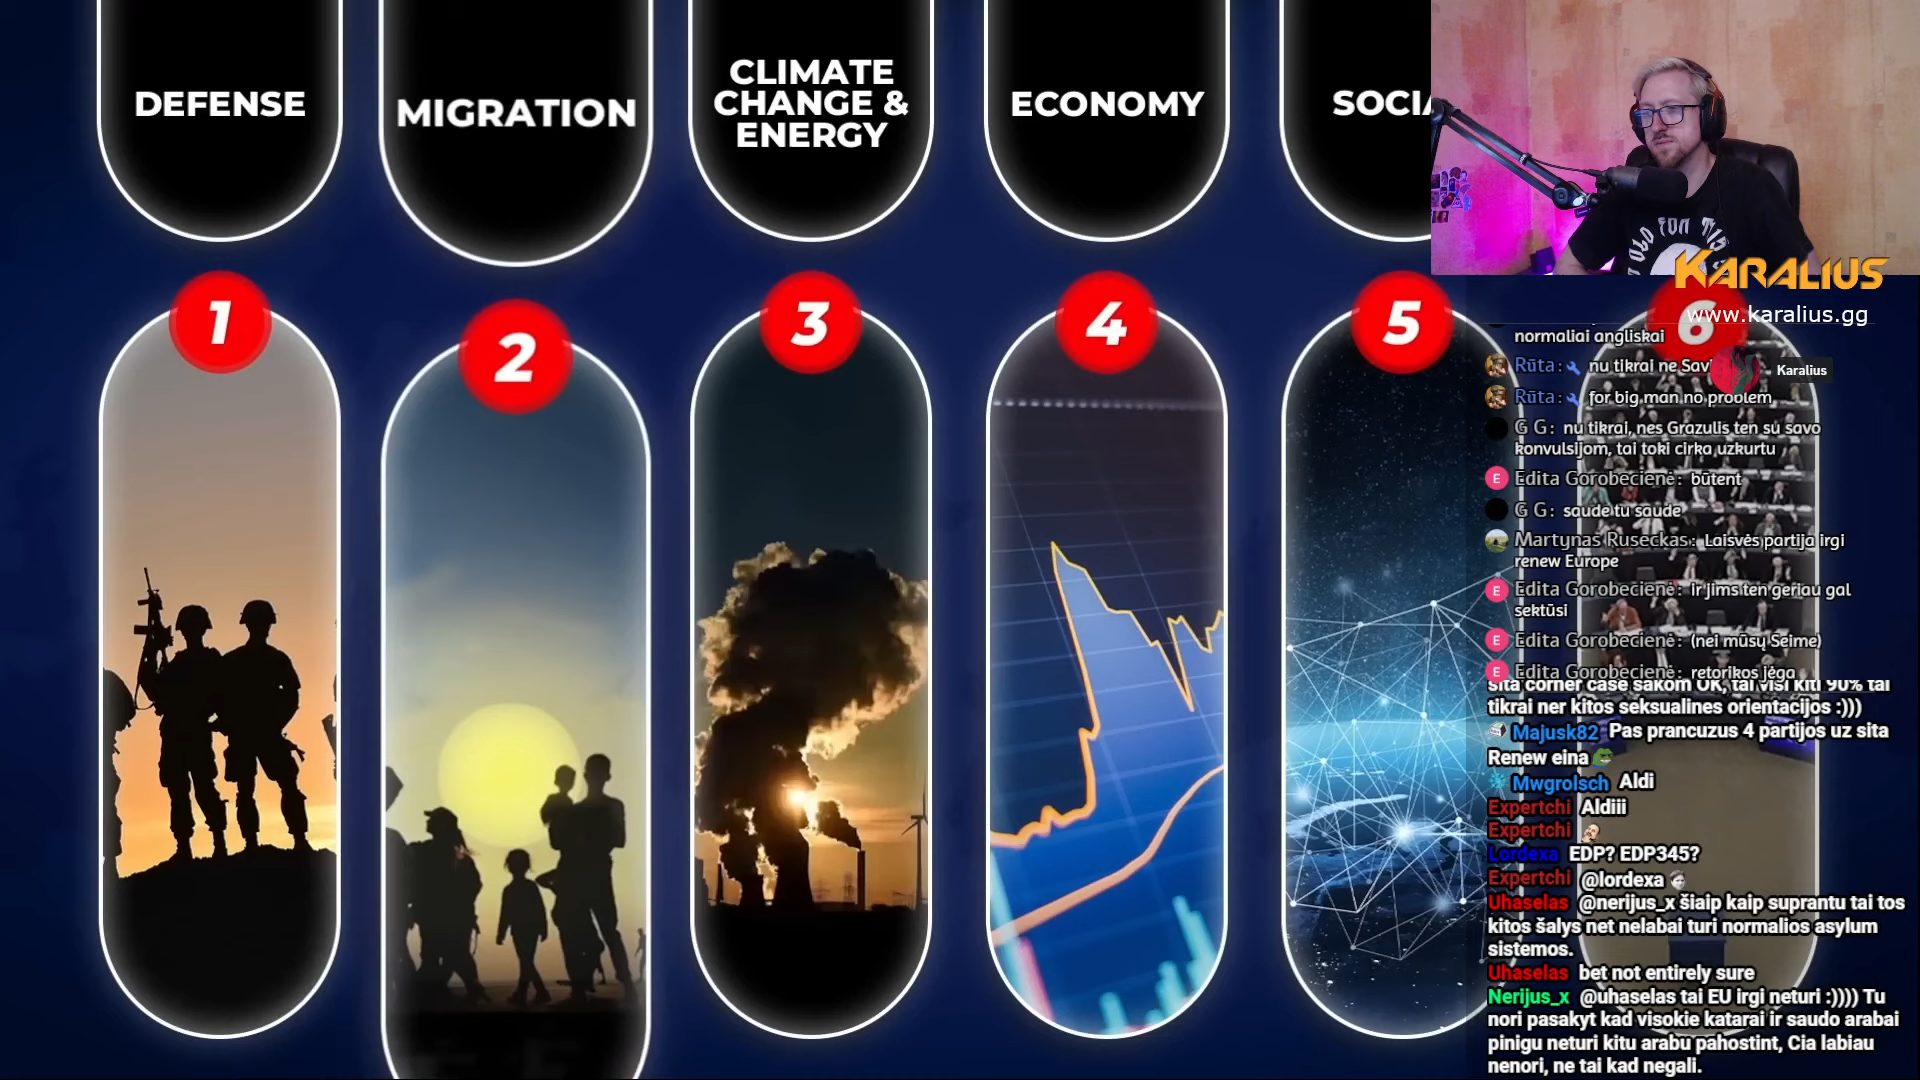 DEFENSE
MIGRATION
CLIMATE
CHANGE &
ENERGY
ECONOMY
SOCIA
1
2
3
4
5
6
KARALIUS
www.karalius.gg
Karalius
normaliai angliskai
Rūta: nu tikrai ne Sav
Rūta: for big man no problem
G G: nu tikrai, nes Grazulis ten su savo
konvulsijom, tai toki cirka uzkurtu
Edita Gorobecienė: būtent
G G: saude tu saude
Martynas Ruseckas: Laisvės partija irgi
renew Europe
Edita Gorobecienė: ir jims ten geriau gal
sektūsi
Edita Gorobecienė: (nei mūsų Seime)
Edita Gorobecienė: retorikos jėga
sita corner case sakom OK, tai visi kiti 90% tai
tikrai ner kitos seksualines orientacijos :)))
Majusk82 Pas prancuzus 4 partijos uz sita
Renew eina
Mwgrolsch Aldi
Expertchi Aldiii
Expertchi
Lordexa EDP? EDP345?
Expertchi @lordexa
Uhaselas @nerijus_x šiaip kaip suprantu tai tos
kitos šalys net nelabai turi normalios asylum
sistemos.
Uhaselas bet not entirely sure
Nerijus_x @uhaselas tai EU irgi neturi :)))) Tu
nori pasakyt kad visokie katarai ir saudo arabai
pinigu neturi kitu arabu pahostint, Cia labiau
nenori, ne tai kad negali.